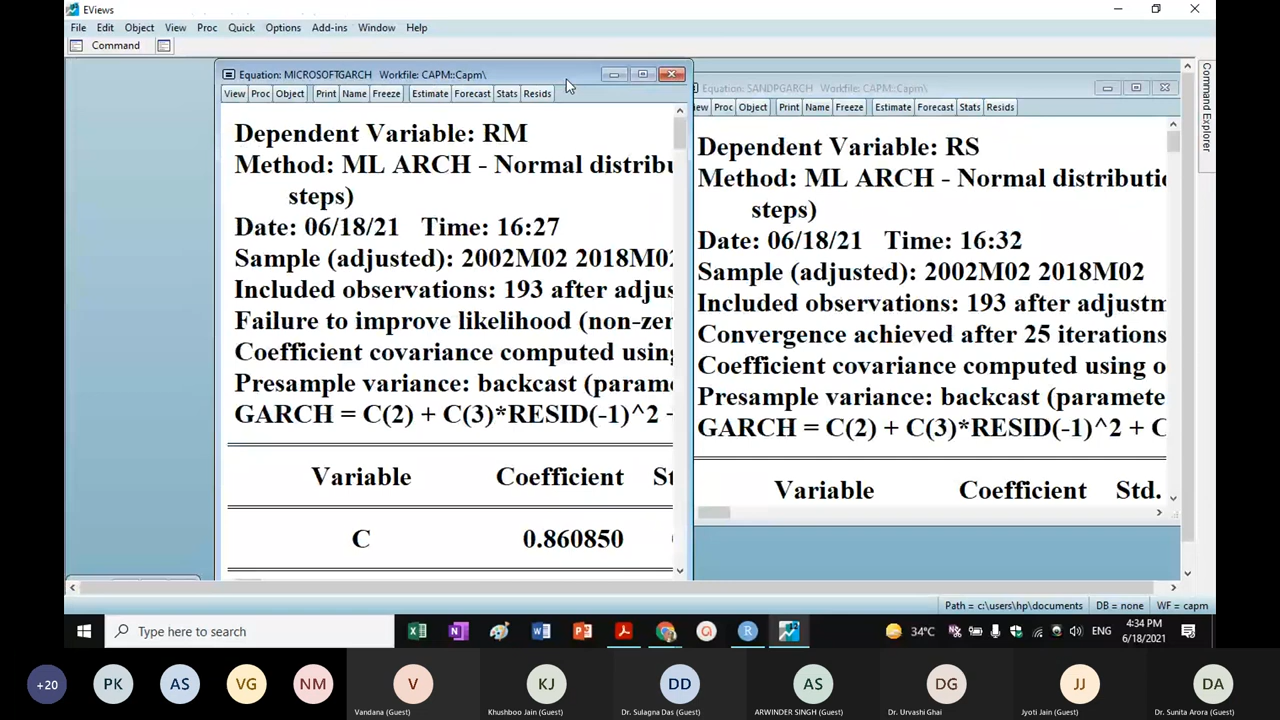 EViews
File Edit Object View Proc Quick Options Add-ins Window Help
Command
Equation: MICROSOFTGARCH Workfile: CAPM::Capm\
View Proc Object Print Name Freeze Estimate Forecast Stats Resids
Dependent Variable: RM
Method: ML ARCH - Normal distribu
steps)
Date: 06/18/21 Time: 16:27
Sample (adjusted): 2002M02 2018M02
Included observations: 193 after adjus
Failure to improve likelihood (non-zer
Coefficient covariance computed using
Presample variance: backcast (parame
GARCH = C(2) + C(3)*RESID(-1)^2 +
Variable Coefficient St
C 0.860850
Equation: SANDPGARCH Workfile: CAPM::Capm\
iew Proc Object Print Name Freeze Estimate Forecast Stats Resids
Dependent Variable: RS
Method: ML ARCH - Normal distributio
steps)
Date: 06/18/21 Time: 16:32
Sample (adjusted): 2002M02 2018M02
Included observations: 193 after adjustm
Convergence achieved after 25 iterations
Coefficient covariance computed using o
Presample variance: backcast (paramete
GARCH = C(2) + C(3)*RESID(-1)^2 + C
Variable Coefficient Std.
Command Explorer
Path = c:\users\hp\documents DB = none WF = capm
Type here to search
34°C ENG
4:34 PM
6/18/2021
+20 PK AS VG NM V KJ DD AS DG JJ DA
Vandana (Guest) Khushboo Jain (Guest) Dr. Sulagna Das (Guest) ARWINDER SINGH (Guest) Dr. Urvashi Ghai Jyoti Jain (Guest) Dr. Sunita Arora (Guest)